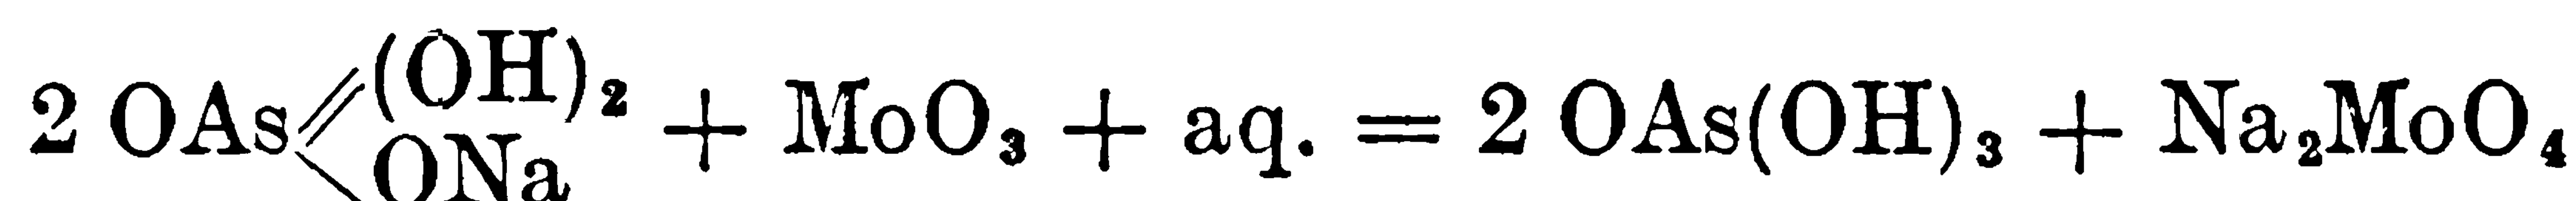 2 OAs(OH)₂ + MoO₃ + aq. = 2 OAs(OH)₃ + Na₂MoO₄
ONa